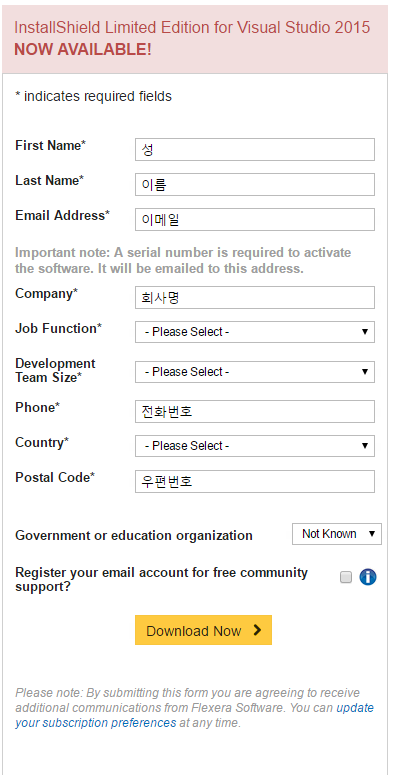 InstallShield Limited Edition for Visual Studio 2015
NOW AVAILABLE!
* indicates required fields
First Name* 성
Last Name* 이름
Email Address* 이메일
Important note: A serial number is required to activate
the software. It will be emailed to this address.
Company* 회사명
Job Function* - Please Select -
Development
Team Size* - Please Select -
Phone* 전화번호
Country* - Please Select -
Postal Code* 우편번호
Government or education organization Not Known
Register your email account for free community
support?
Download Now
Please note: By submitting this form you are agreeing to receive
additional communications from Flexera Software. You can update
your subscription preferences at any time.